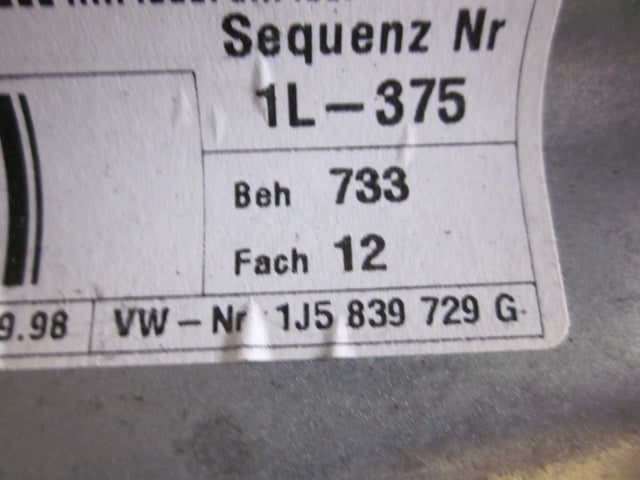 Sequenz Nr
1L-375
Beh 733
Fach 12
9.98 VW-Nr 1J5 839 729 G